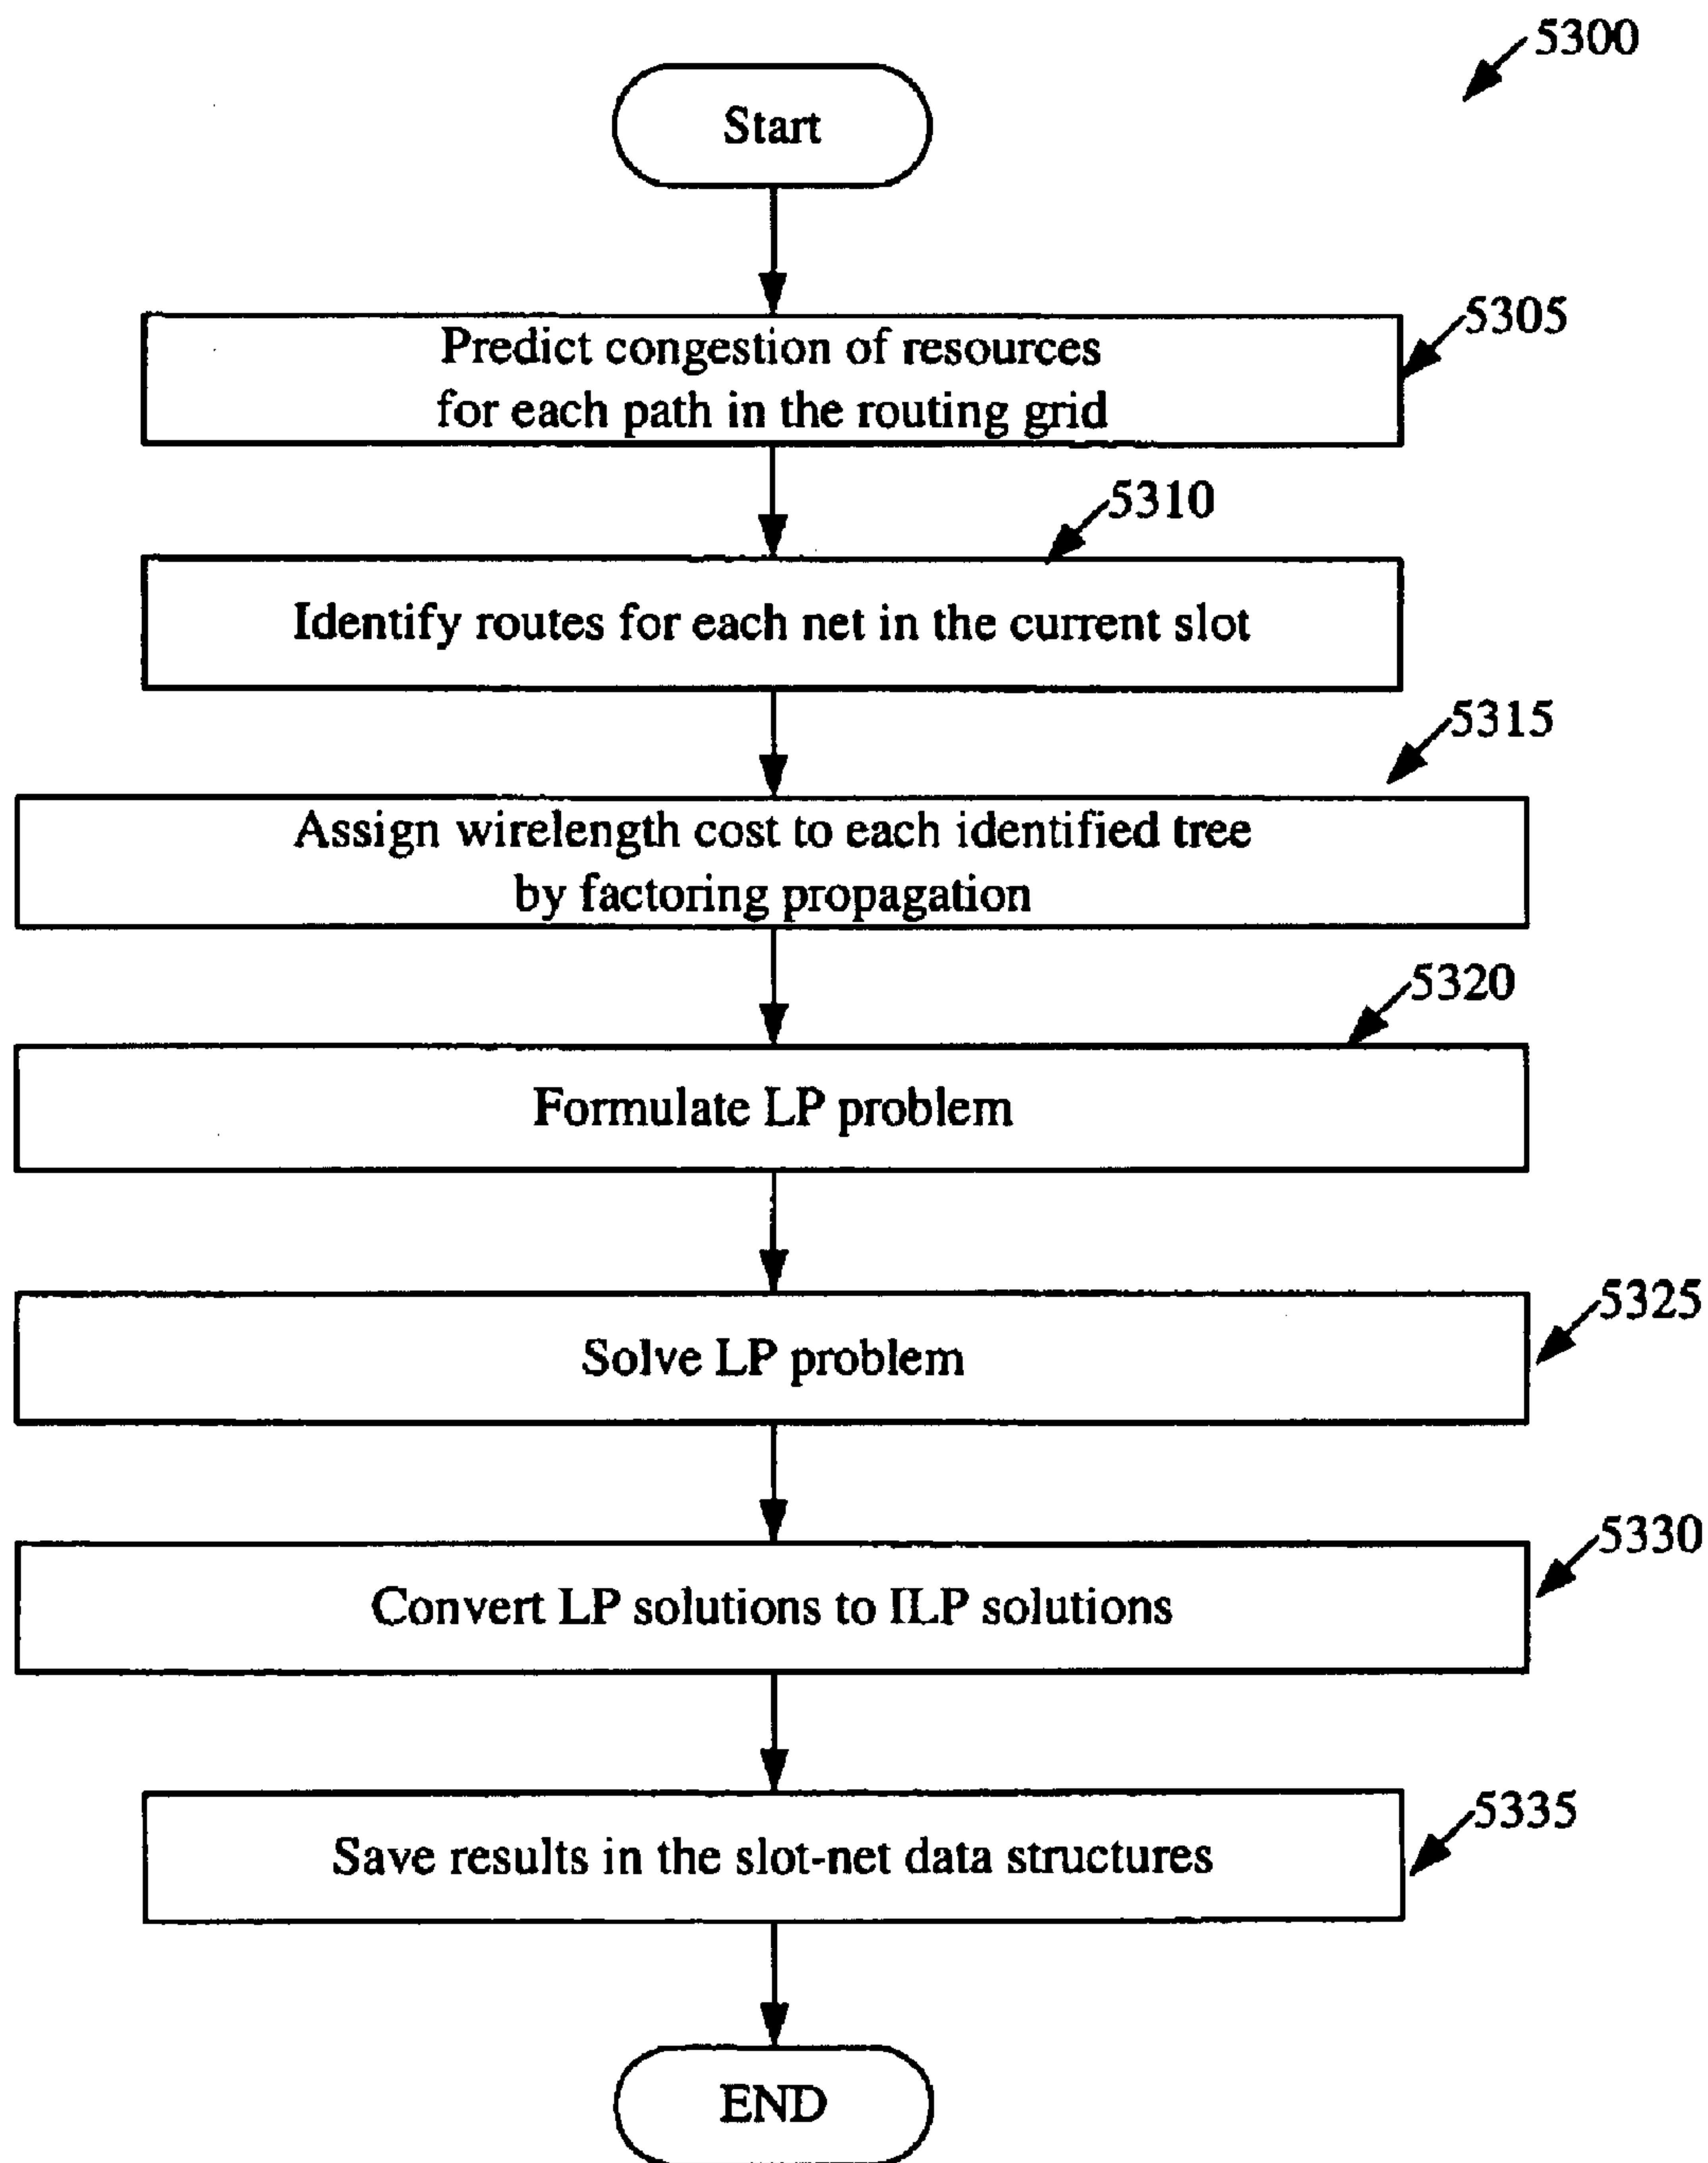 5300
Start
5305
Predict congestion of resources
for each path in the routing grid
5310
Identify routes for each net in the current slot
5315
Assign wirelength cost to each identified tree
by factoring propagation
5320
Formulate LP problem
5325
Solve LP problem
5330
Convert LP solutions to ILP solutions
5335
Save results in the slot-net data structures
END